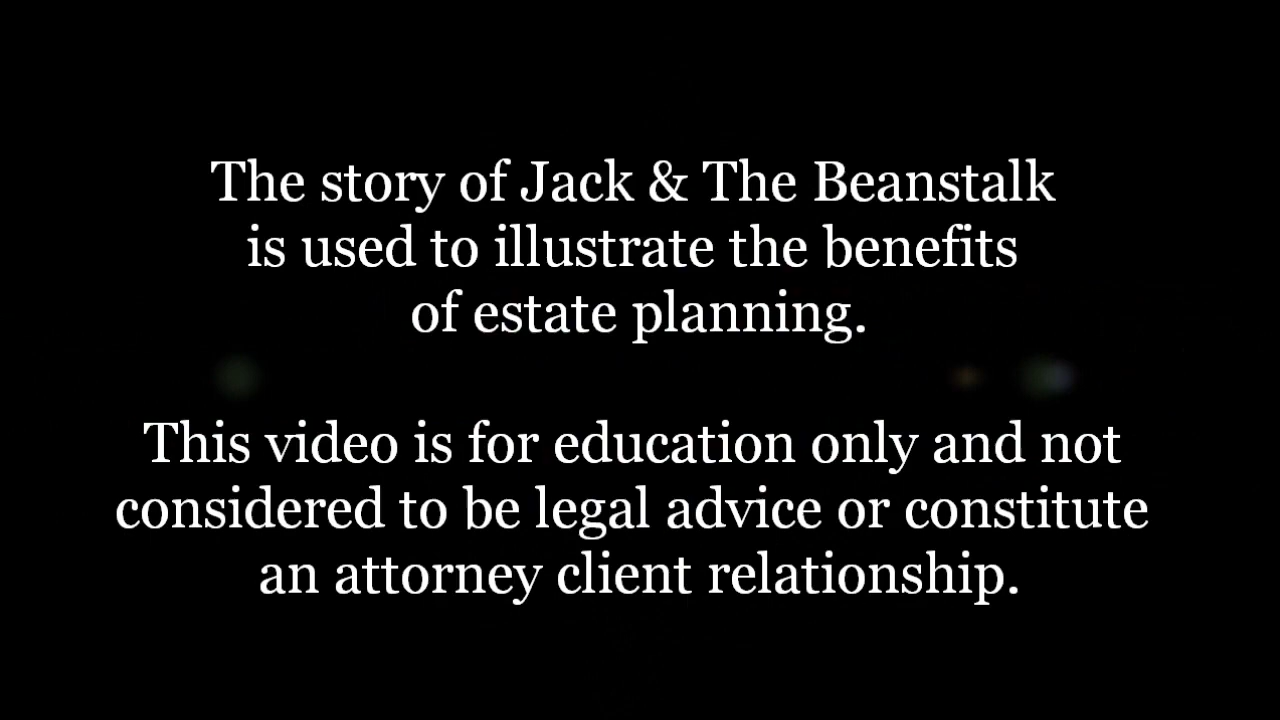 The story of Jack & The Beanstalk
is used to illustrate the benefits
of estate planning.
This video is for education only and not
considered to be legal advice or constitute
an attorney client relationship.